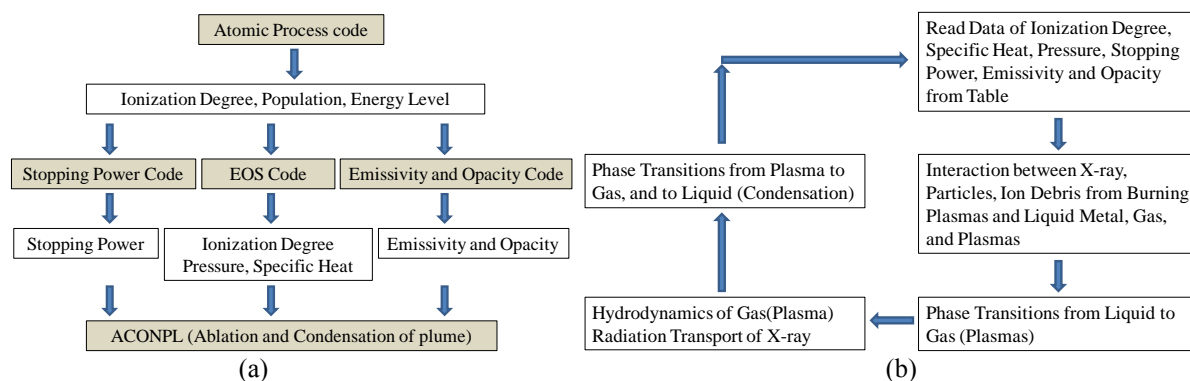 Atomic Process code
Ionization Degree, Population, Energy Level
Stopping Power Code
EOS Code
Emissivity and Opacity Code
Stopping Power
Ionization Degree
Pressure, Specific Heat
Emissivity and Opacity
ACONPL (Ablation and Condensation of plume)
(a)
Read Data of Ionization Degree,
Specific Heat, Pressure, Stopping
Power, Emissivity and Opacity
from Table
Interaction between X-ray,
Particles, Ion Debris from Burning
Plasmas and Liquid Metal, Gas,
and Plasmas
Phase Transitions from Liquid to
Gas (Plasmas)
Hydrodynamics of Gas(Plasma)
Radiation Transport of X-ray
Phase Transitions from Plasma to
Gas, and to Liquid (Condensation)
(b)